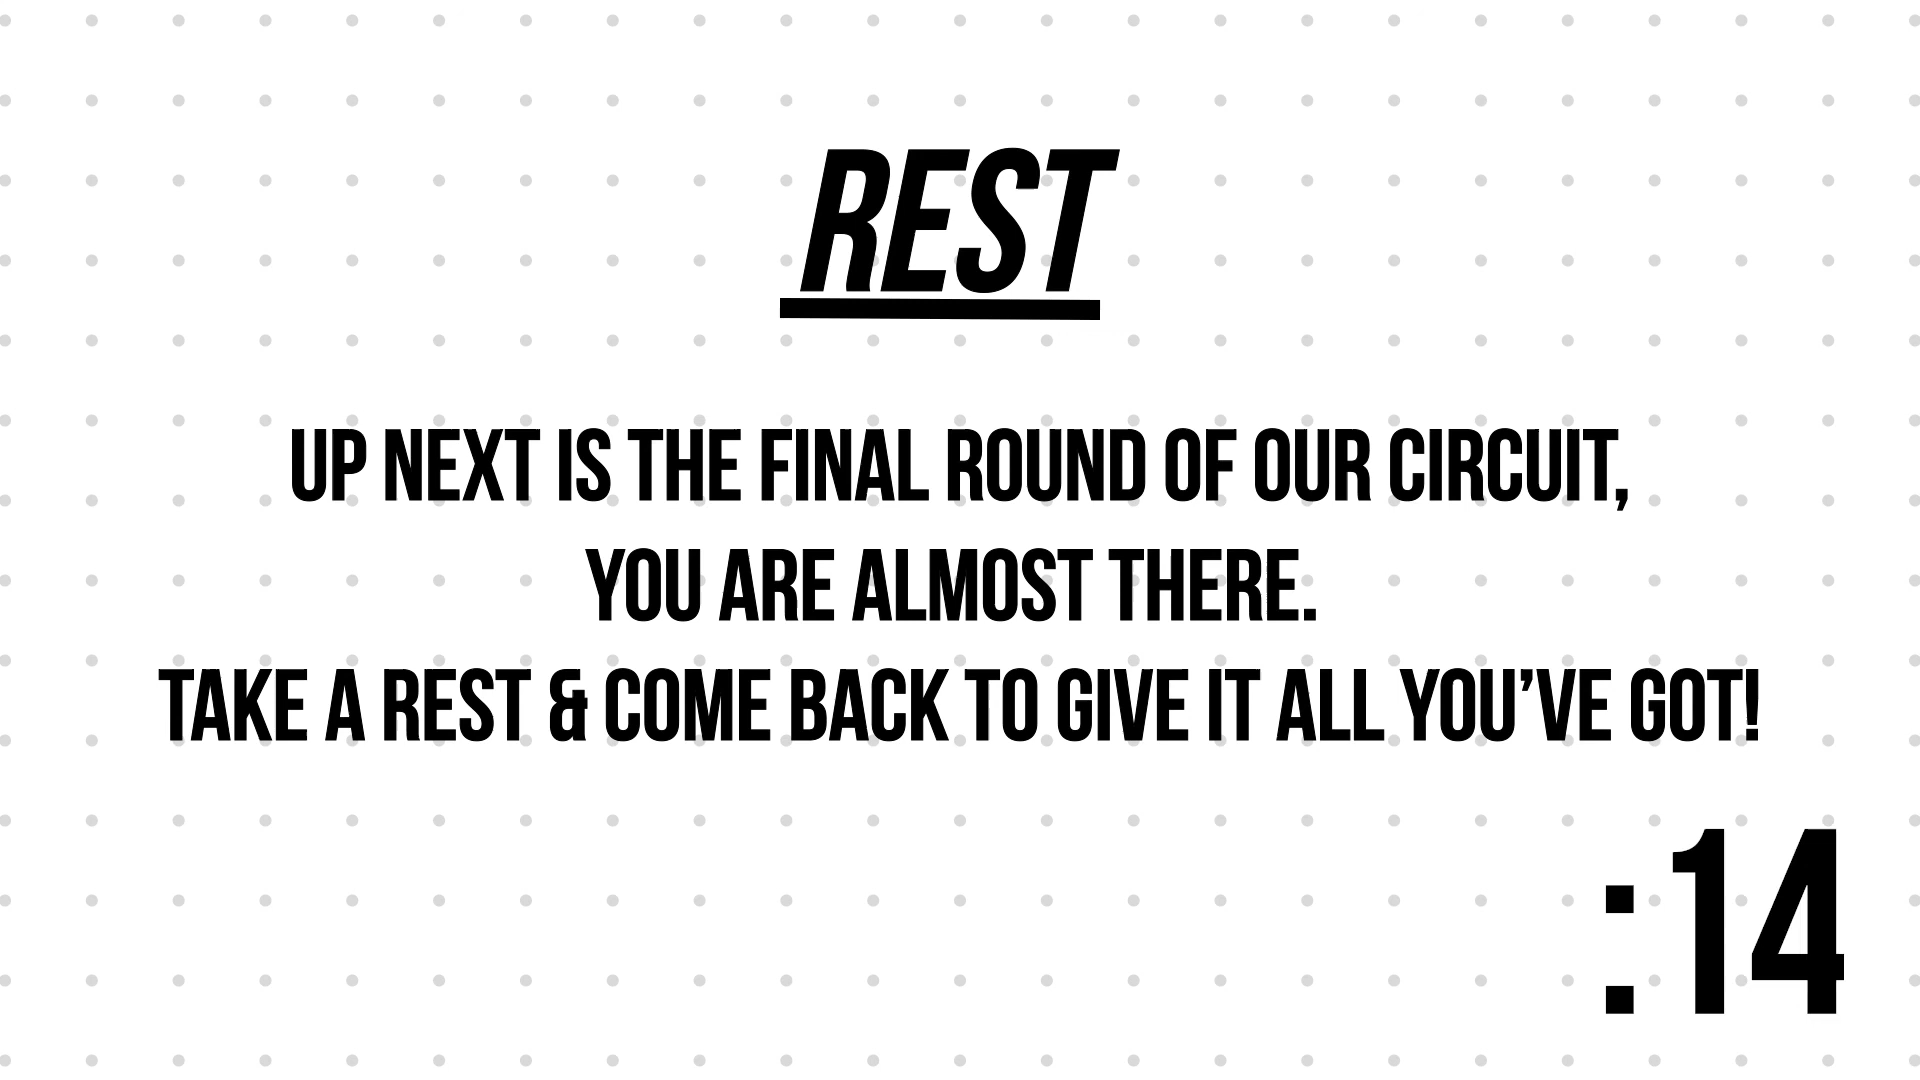 REST
UP NEXT IS THE FINAL ROUND OF OUR CIRCUIT,
YOU ARE ALMOST THERE.
TAKE A REST & COME BACK TO GIVE IT ALL YOU’VE GOT!
:14